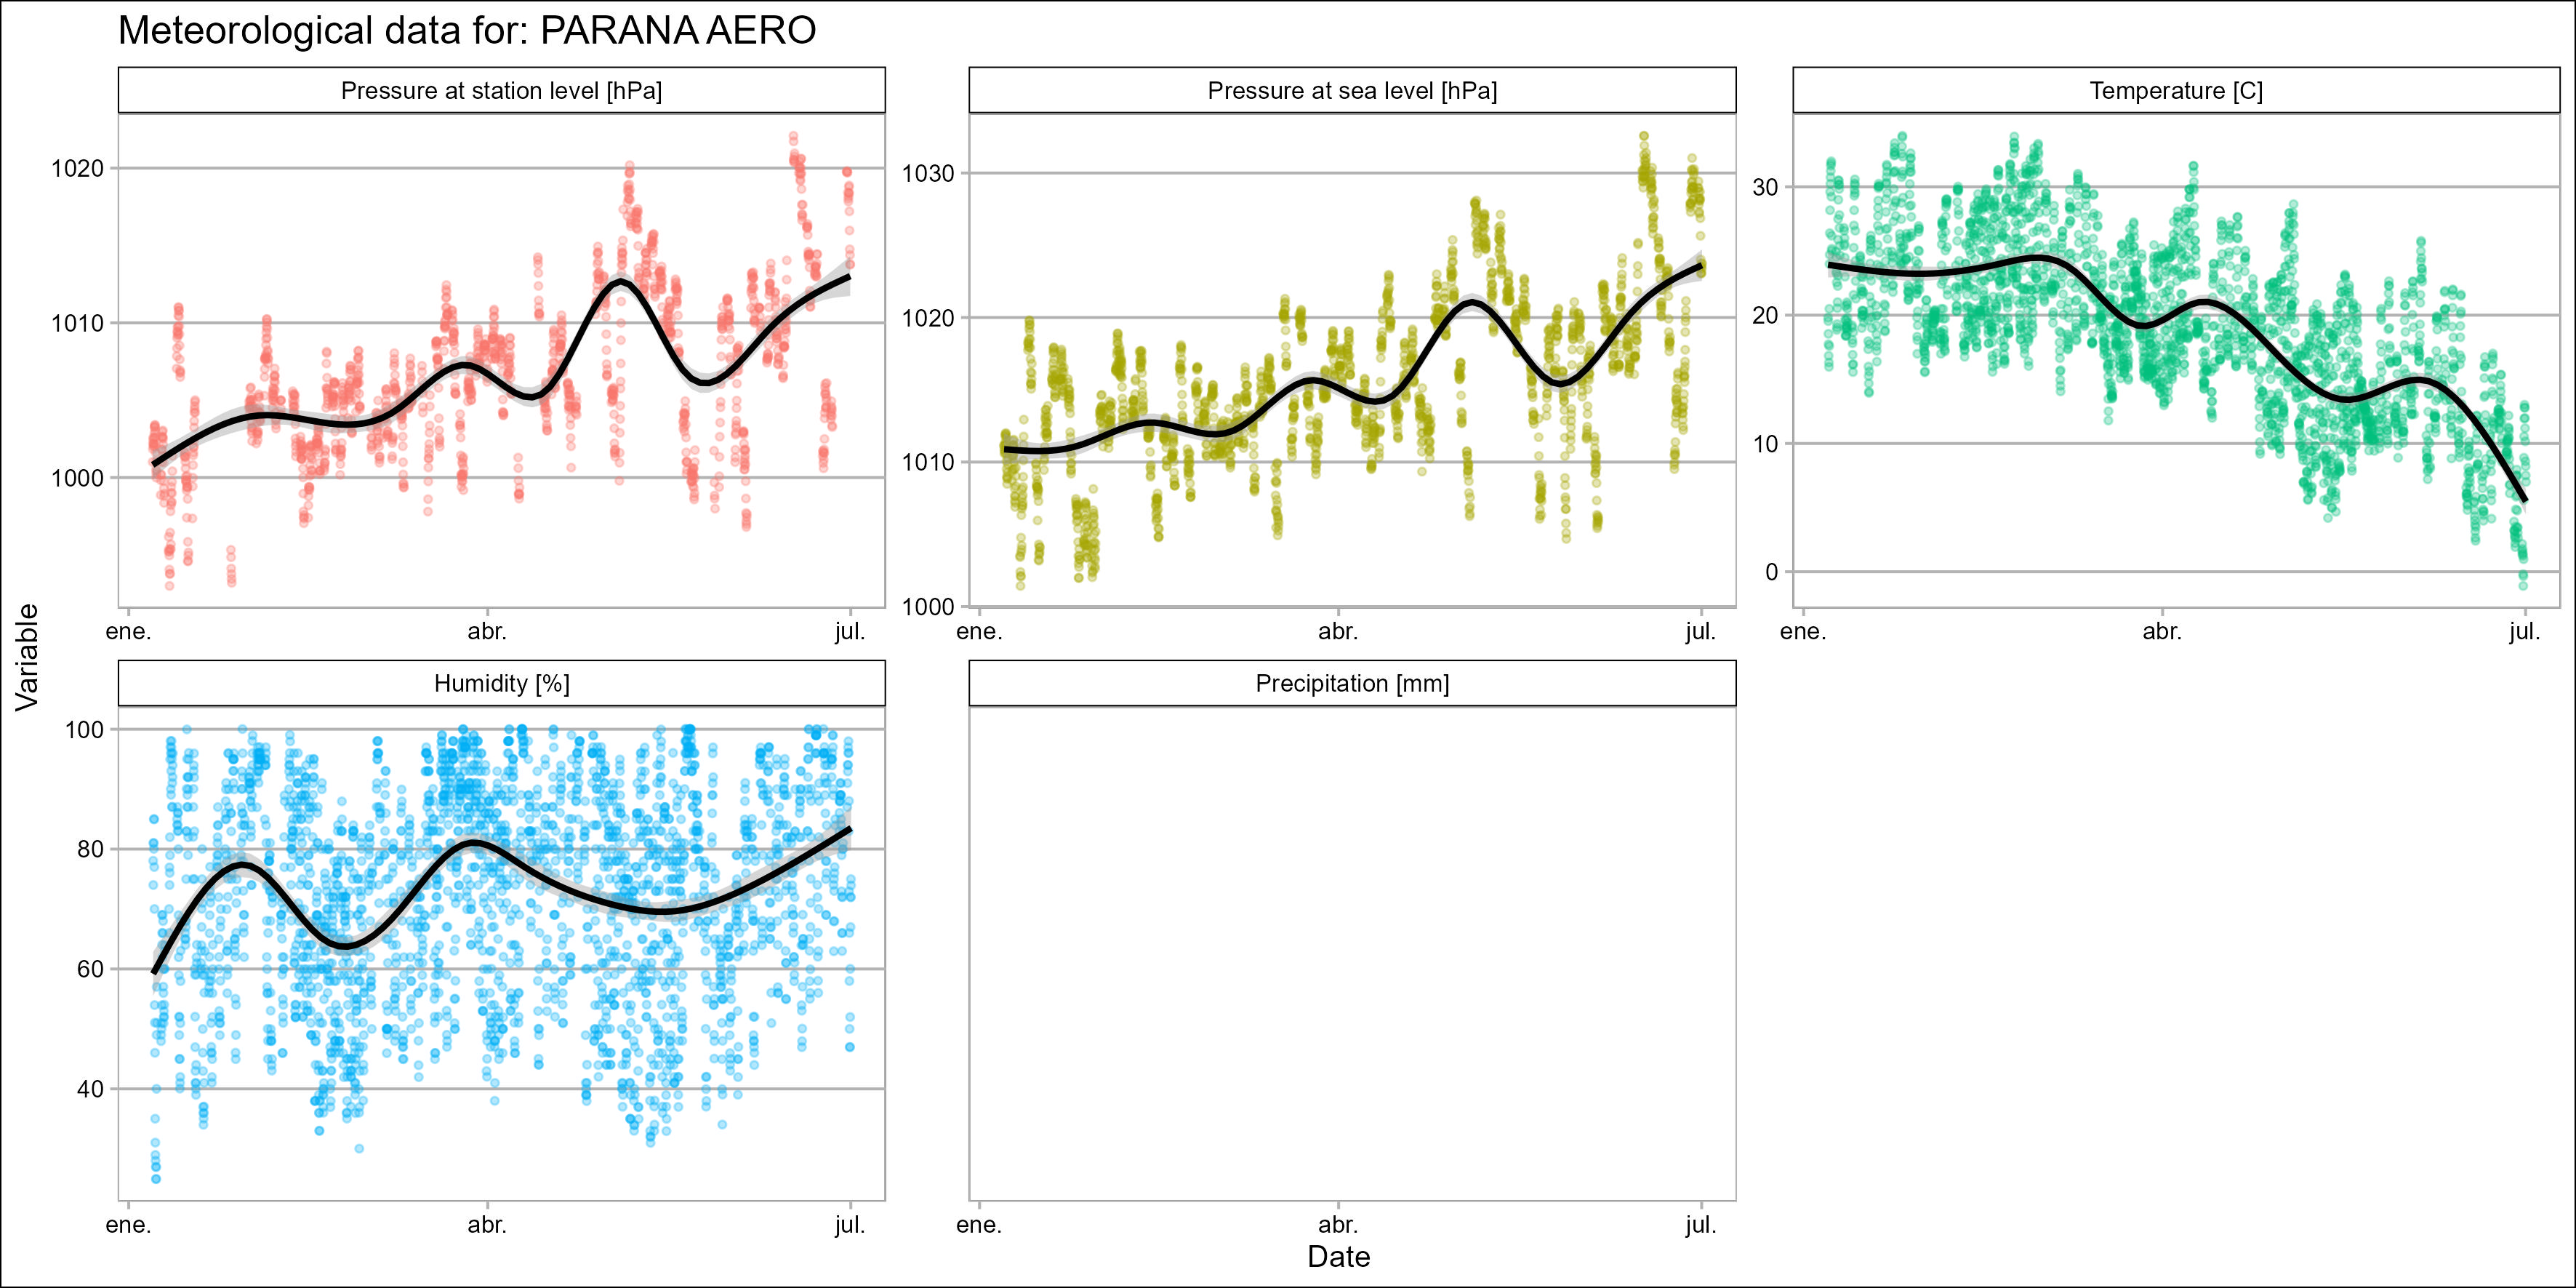 Meteorological data for: PARANA AERO
Pressure at station level [hPa]
Pressure at sea level [hPa]
Temperature [C]
1020
1010
1000
1030
1020
1010
1000
30
20
10
0
ene. abr. jul.
ene. abr. jul.
ene. abr. jul.
Variable
Humidity [%]
Precipitation [mm]
100
80
60
40
ene. abr. jul.
ene. abr. jul.
Date